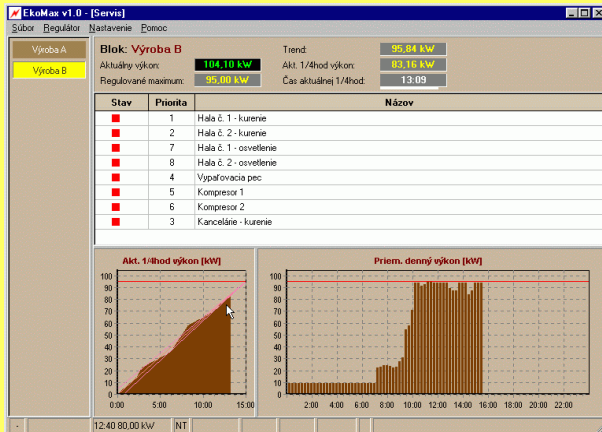 EkoMax v1.0 - [Servis]
Súbor Regulátor Nastavenie Pomoc
Výroba A
Výroba B
Blok: Výroba B
Aktuálny výkon: 104,10 kW
Regulované maximum: 95,00 kW
Trend: 95,84 kW
Akt. 1/4hod výkon: 83,16 kW
Čas aktuálnej 1/4hod: 13:09
Stav Priorita Názov
1 Hala č. 1 - kurenie
2 Hala č. 2 - kurenie
7 Hala č. 1 - osvetlenie
8 Hala č. 2 - osvetlenie
4 Vypaľovacia pec
5 Kompresor 1
6 Kompresor 2
3 Kancelárie - kurenie
Akt. 1/4hod výkon [kW]
100
90
80
70
60
50
40
30
20
10
0
0:00 5:00 10:00 15:00
Priem. denný výkon [kW]
100
90
80
70
60
50
40
30
20
10
0
2:00 4:00 6:00 8:00 10:00 12:00 14:00 16:00 18:00 20:00 22:00
- 12:40 80,00 kW NT